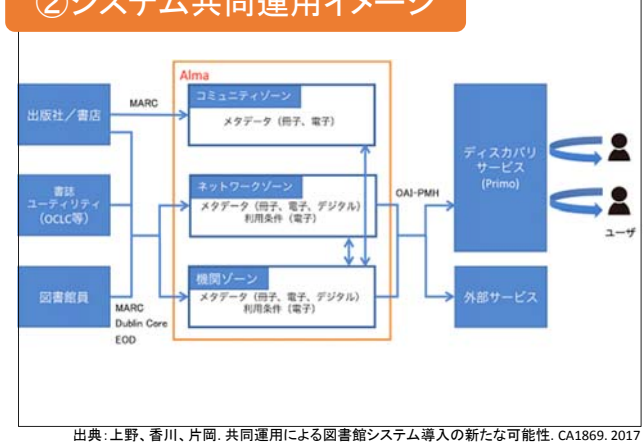 ②システム共同運用イメージ
Alma
出版社／書店
MARC
コミュニティゾーン
メタデータ（冊子、電子）
書誌
ユーティリティ
（OCLC等）
ネットワークゾーン
メタデータ（冊子、電子、デジタル）
利用条件（電子）
OAI-PMH
ディスカバリ
サービス
(Primo)
ユーザ
図書館員
MARC
Dublin Core
EOD
機関ゾーン
メタデータ（冊子、電子、デジタル）
利用条件（電子）
外部サービス
出典：上野、香川、片岡. 共同運用による図書館システム導入の新たな可能性. CA1869. 2017